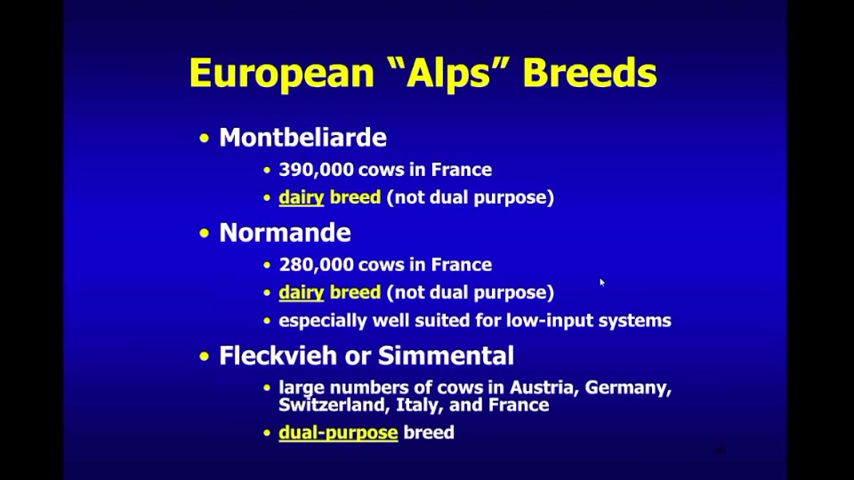 European “Alps” Breeds
• Montbeliarde
• 390,000 cows in France
• dairy breed (not dual purpose)
• Normande
• 280,000 cows in France
• dairy breed (not dual purpose)
• especially well suited for low-input systems
• Fleckvieh or Simmental
• large numbers of cows in Austria, Germany,
Switzerland, Italy, and France
• dual-purpose breed